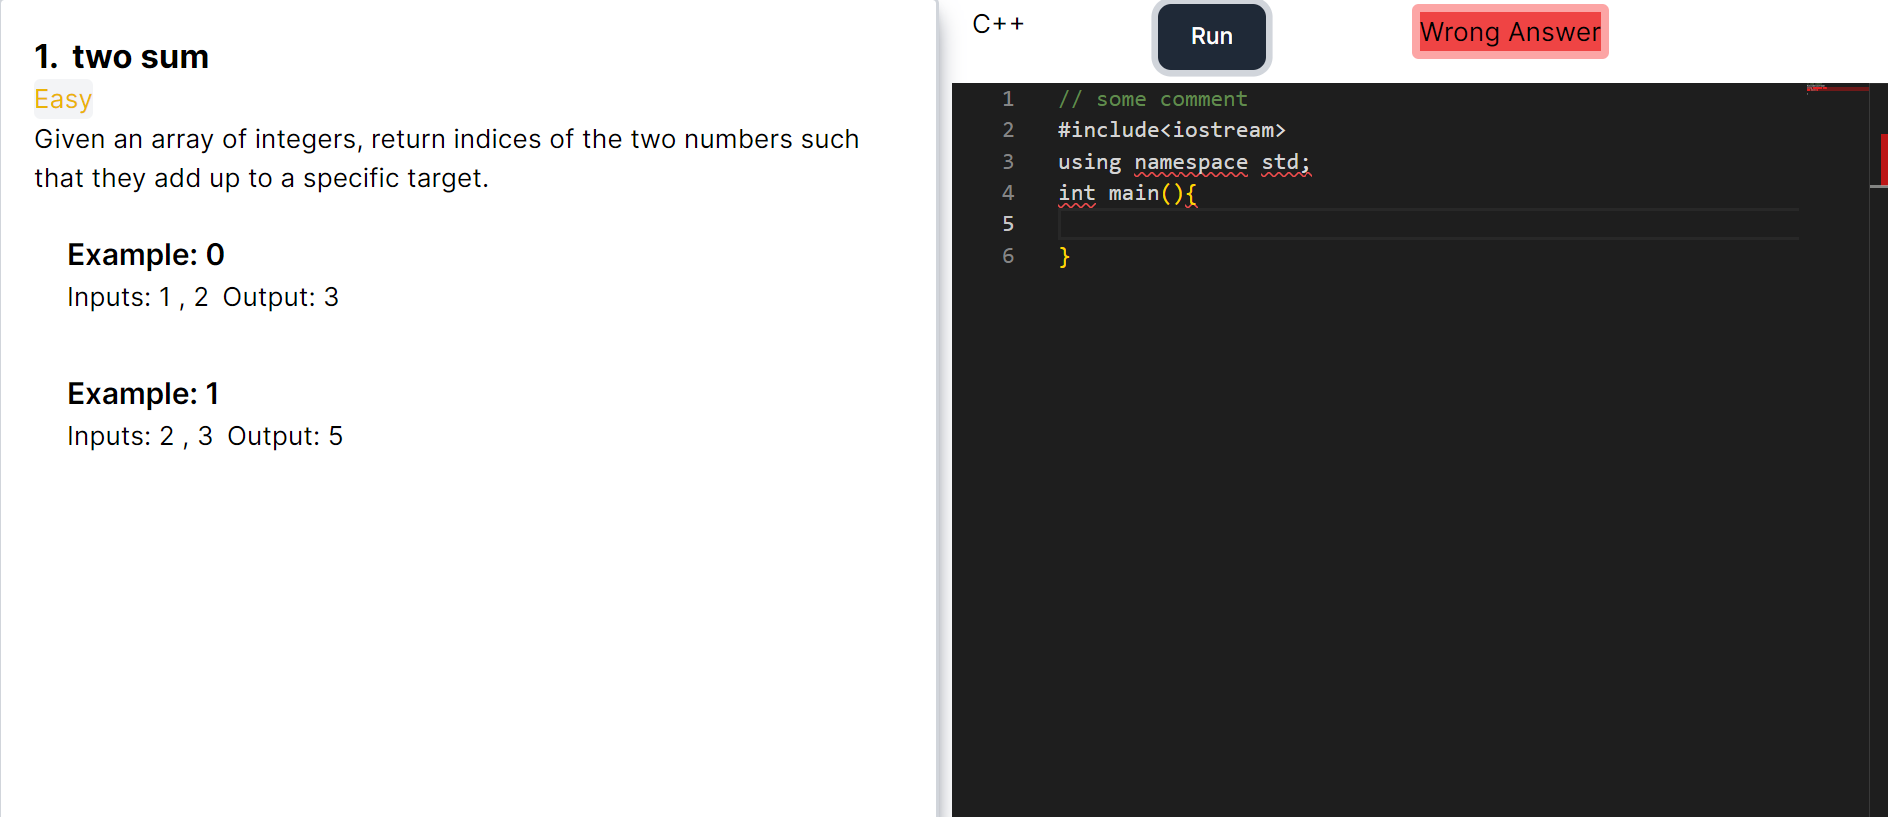 1. two sum
Easy
Given an array of integers, return indices of the two numbers such
that they add up to a specific target.
Example: 0
Inputs: 1 , 2 Output: 3
Example: 1
Inputs: 2 , 3 Output: 5
C++
Run
Wrong Answer
1 // some comment
2 #include<iostream>
3 using namespace std;
4 int main(){
5
6 }